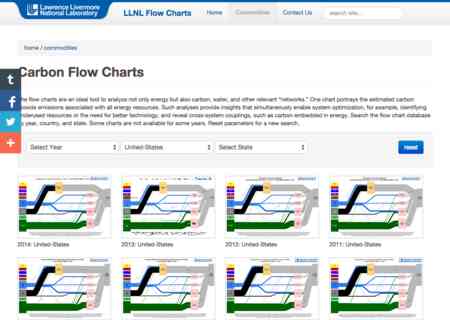 Lawrence Livermore
National Laboratory
LLNL Flow Charts
Home
Commodities
Contact Us
search site...
home / commodities
Carbon Flow Charts
flow charts are an ideal tool to analyze not only energy but also carbon, water, and other relevant "networks." One chart portrays the estimated carbon
dioxide emissions associated with all energy resources. Such analyses provide insights that simultaneously enable system optimization, for example, identifying
underused resources in the need for better technology, and reveal cross-system couplings, such as carbon embedded in energy. Search the flow chart database
by year, country, and state. Some charts are not available for some years. Reset parameters for a new search.
Select Year
United-States
Select State
Reset
2014: United-States
2013: United-States
2012: United-States
2011: United-States